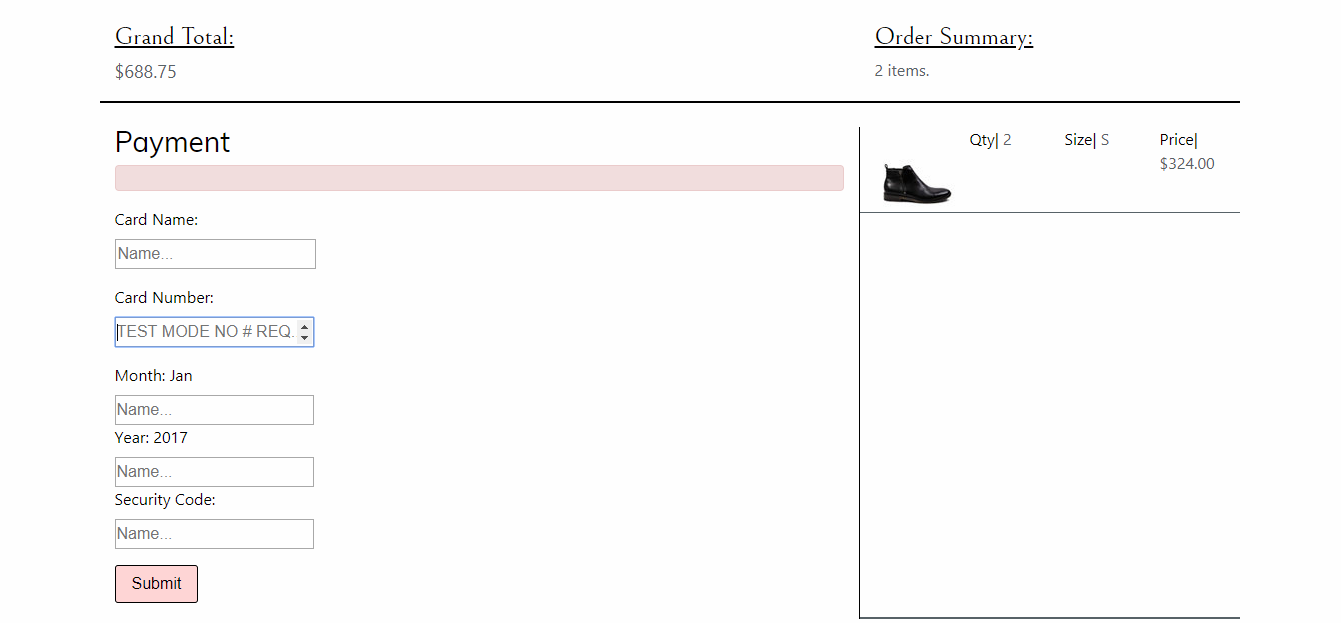 Grand Total:
$688.75
Order Summary:
2 items.
Payment
Card Name:
Name...
Card Number:
TEST MODE NO # REQ.
Month: Jan
Name...
Year: 2017
Name...
Security Code:
Name...
Submit
Qty| 2 Size| S Price|
$324.00